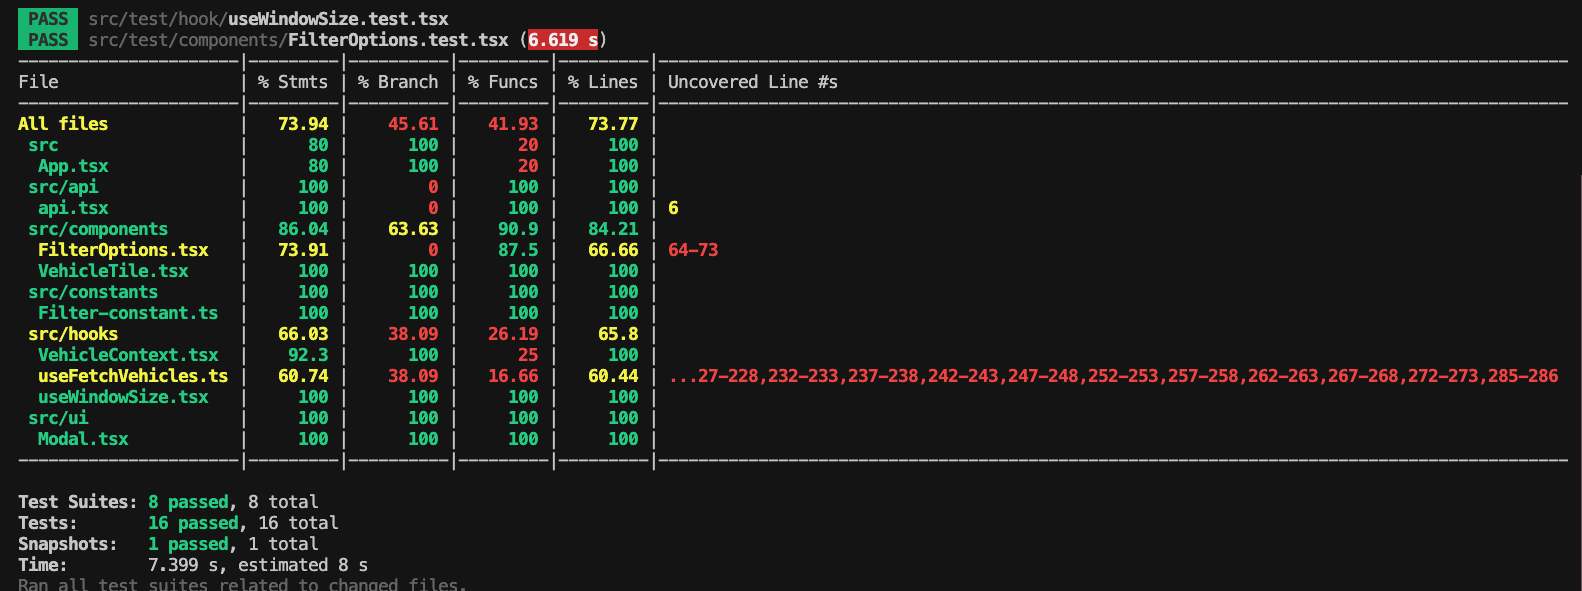 PASS src/test/hook/useWindowSize.test.tsx
PASS src/test/components/FilterOptions.test.tsx (6.619 s)
File | % Stmts | % Branch | % Funcs | % Lines | Uncovered Line #s
All files | 73.94 | 45.61 | 41.93 | 73.77 |
src | 80 | 100 | 20 | 100 |
App.tsx | 80 | 100 | 20 | 100 |
src/api | 100 | 0 | 100 | 100 |
api.tsx | 100 | 0 | 100 | 100 | 6
src/components | 86.04 | 63.63 | 90.9 | 84.21 |
FilterOptions.tsx | 73.91 | 0 | 87.5 | 66.66 | 64-73
VehicleTile.tsx | 100 | 100 | 100 | 100 |
src/constants | 100 | 100 | 100 | 100 |
Filter-constant.ts | 100 | 100 | 100 | 100 |
src/hooks | 66.03 | 38.09 | 26.19 | 65.8 |
VehicleContext.tsx | 92.3 | 100 | 25 | 100 |
useFetchVehicles.ts | 60.74 | 38.09 | 16.66 | 60.44 | ...27-228,232-233,237-238,242-243,247-248,252-253,257-258,262-263,267-268,272-273,285-286
useWindowSize.tsx | 100 | 100 | 100 | 100 |
src/ui | 100 | 100 | 100 | 100 |
Modal.tsx | 100 | 100 | 100 | 100 |
Test Suites: 8 passed, 8 total
Tests: 16 passed, 16 total
Snapshots: 1 passed, 1 total
Time: 7.399 s, estimated 8 s
Ran all test suites related to changed files.